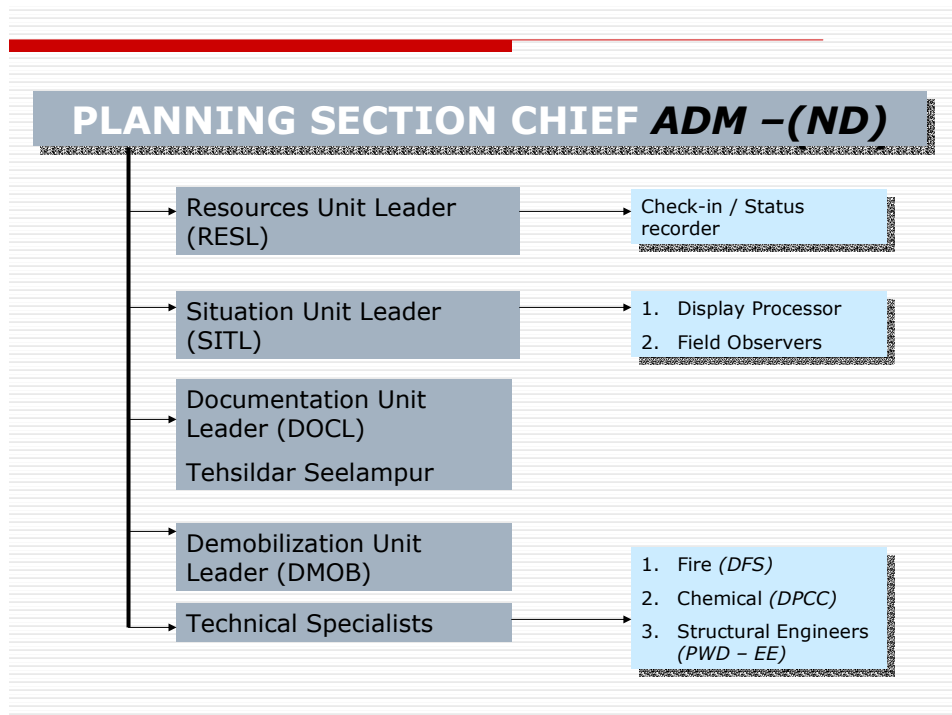 PLANNING SECTION CHIEF ADM –(ND)
Resources Unit Leader
(RESL)
Check-in / Status
recorder
Situation Unit Leader
(SITL)
1. Display Processor
2. Field Observers
Documentation Unit
Leader (DOCL)
Tehsildar Seelampur
Demobilization Unit
Leader (DMOB)
Technical Specialists
1. Fire (DFS)
2. Chemical (DPCC)
3. Structural Engineers
(PWD – EE)